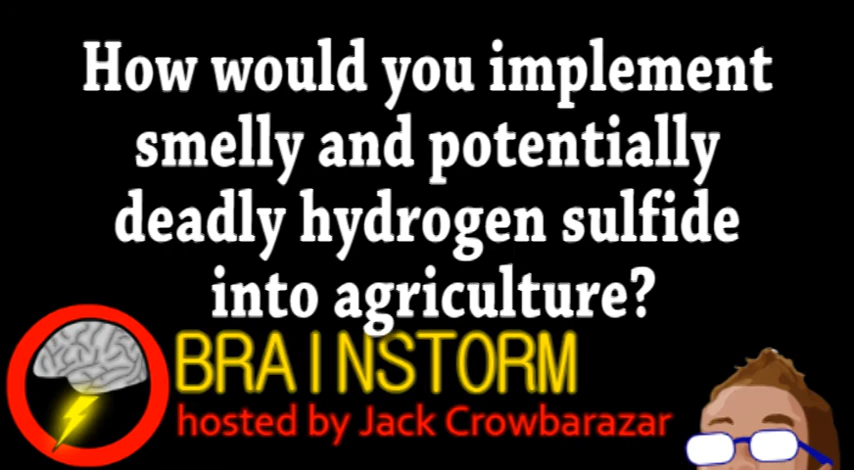 How would you implement
smelly and potentially
deadly hydrogen sulfide
into agriculture?
BRAINSTORM
hosted by Jack Crowbarazar